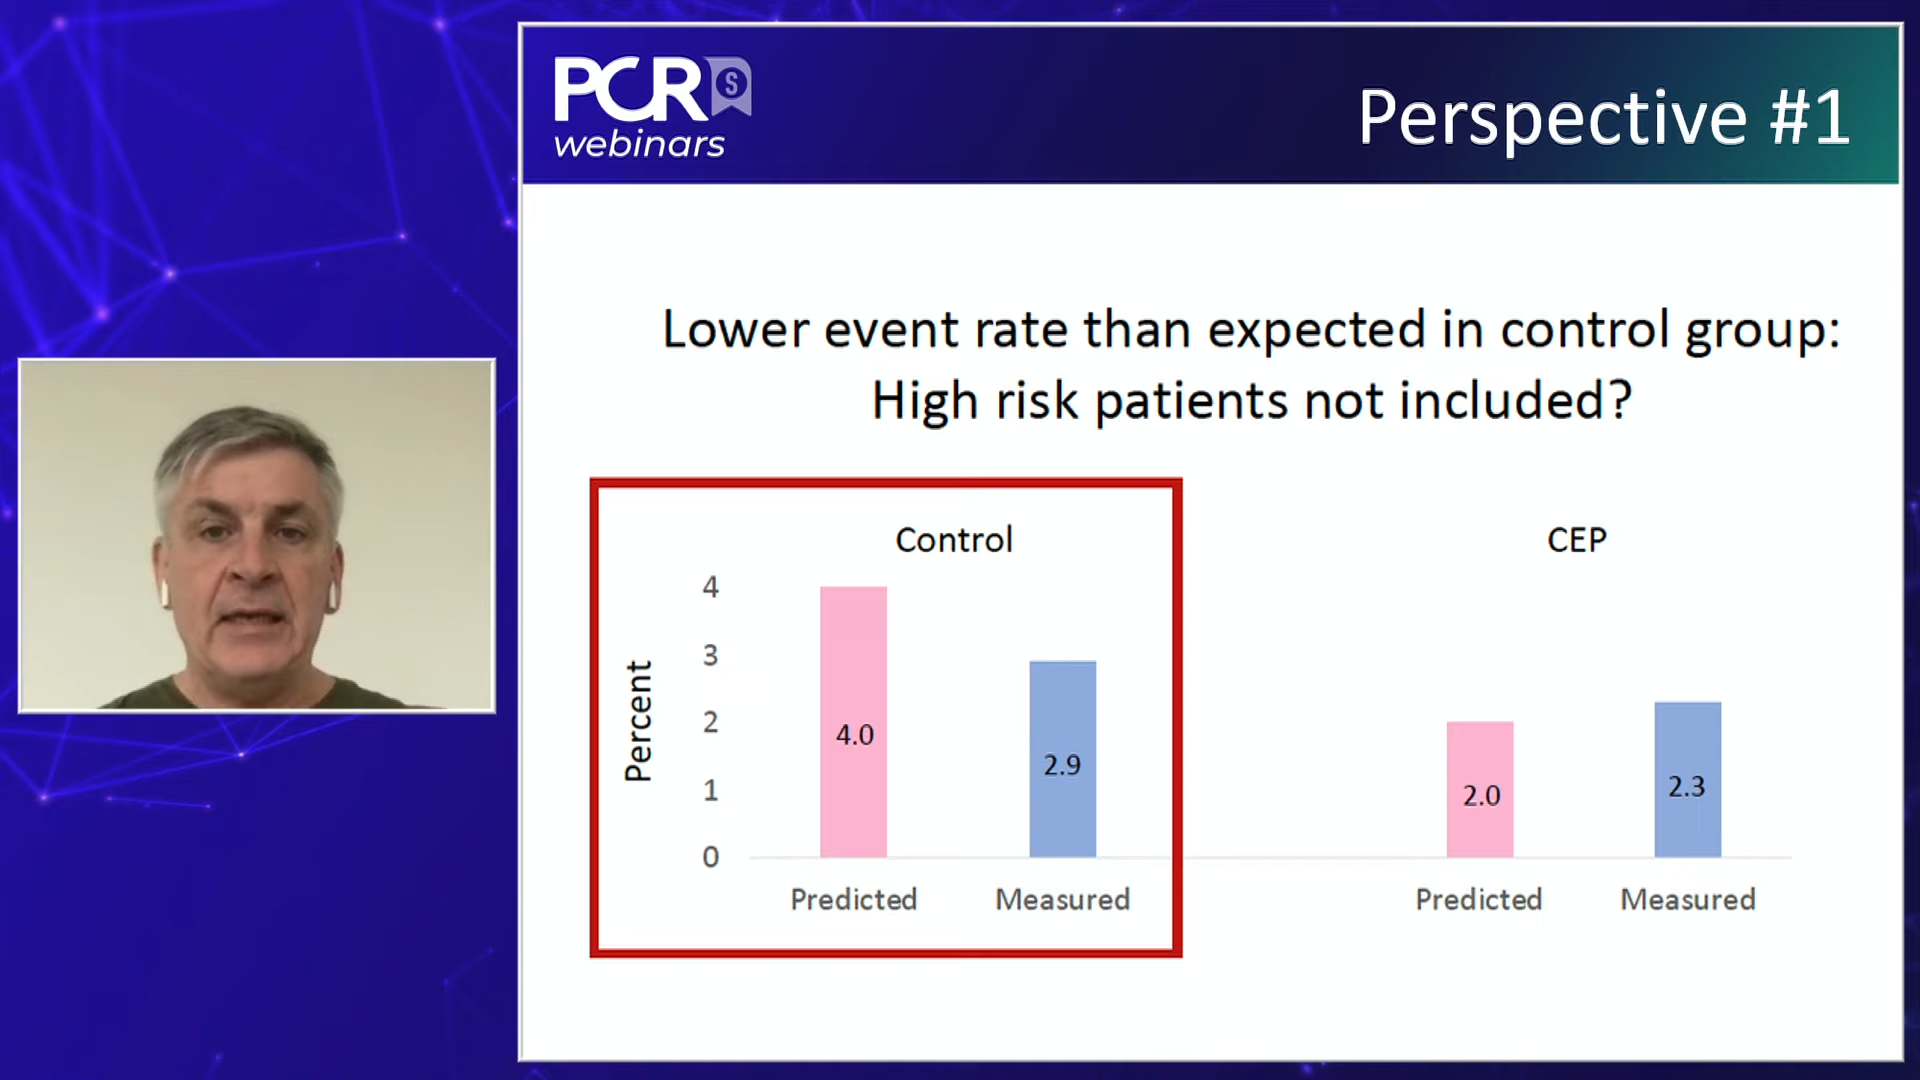 PCR S
webinars
Perspective #1
Lower event rate than expected in control group:
High risk patients not included?
Control
CEP
Percent
4
3
2
1
0
4.0
2.9
2.0
2.3
Predicted
Measured
Predicted
Measured